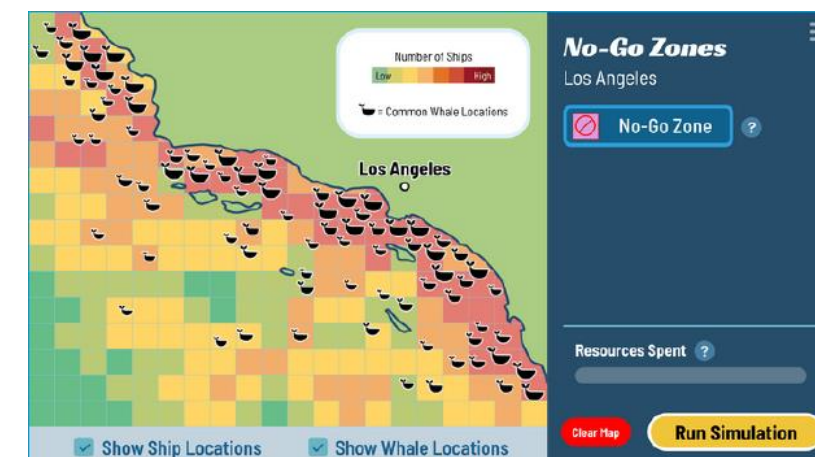 Number of Ships
Low
High
= Common Whale Locations
Los Angeles
Show Ship Locations
Show Whale Locations
No-Go Zones
Los Angeles
No-Go Zone
?
Resources Spent ?
Clear Map
Run Simulation